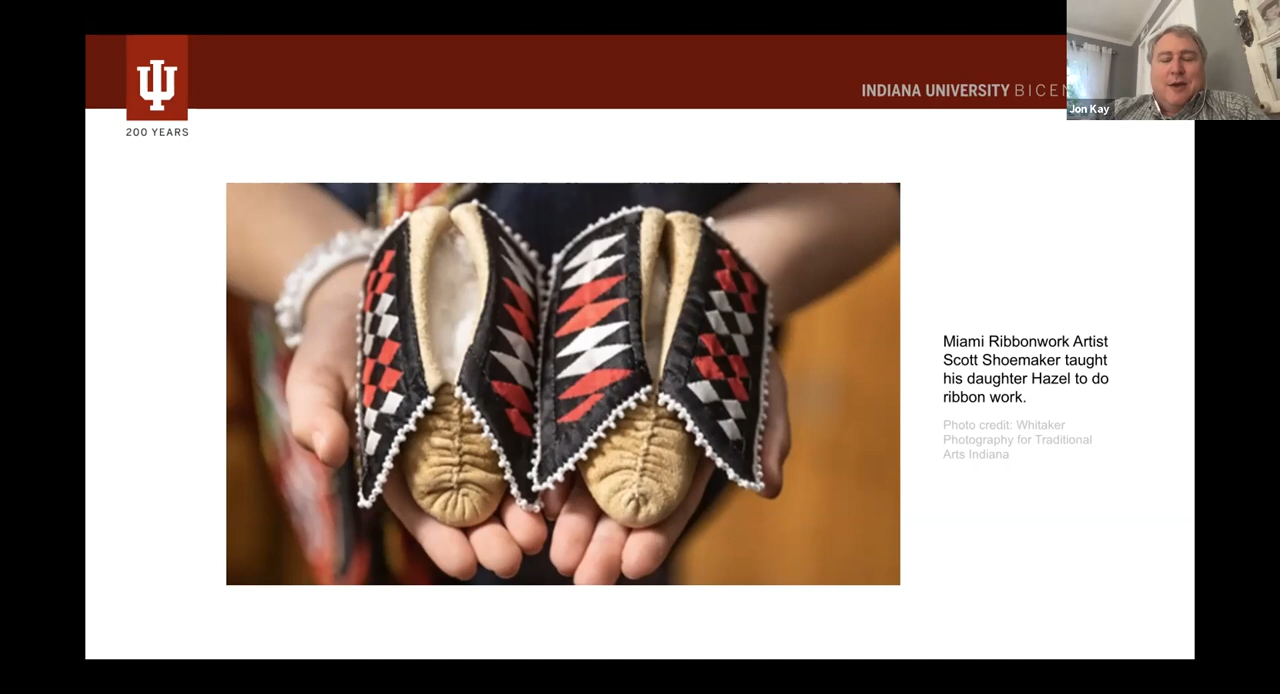 INDIANA UNIVERSITY BICEN
Jon Kay
200 YEARS
Miami Ribbonwork Artist
Scott Shoemaker taught
his daughter Hazel to do
ribbon work.
Photo credit: Whitaker
Photography for Traditional
Arts Indiana